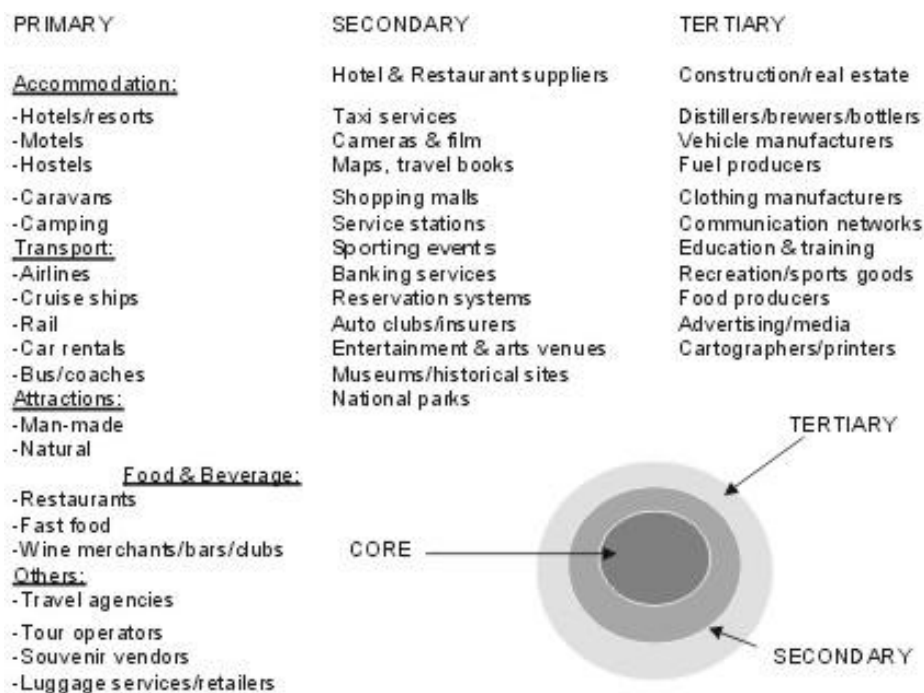 PRIMARY
Accommodation:
-Hotels/resorts
-Motels
-Hostels
-Caravans
-Camping
Transport:
-Airlines
-Cruise ships
-Rail
-Car rentals
-Bus/coaches
Attractions:
-Man-made
-Natural
Food & Beverage:
-Restaurants
-Fast food
-Wine merchants/bars/clubs
Others:
-Travel agencies
-Tour operators
-Souvenir vendors
-Luggage services/retailers
SECONDARY
Hotel & Restaurant suppliers
Taxi services
Cameras & film
Maps, travel books
Shopping malls
Service stations
Sporting events
Banking services
Reservation systems
Auto clubs/insurers
Entertainment & arts venues
Museums/historical sites
National parks
TERTIARY
Construction/real estate
Distillers/brewers/bottlers
Vehicle manufacturers
Fuel producers
Clothing manufacturers
Communication networks
Education & training
Recreation/sports goods
Food producers
Advertising/media
Cartographers/printers
TERTIARY
CORE
SECONDARY